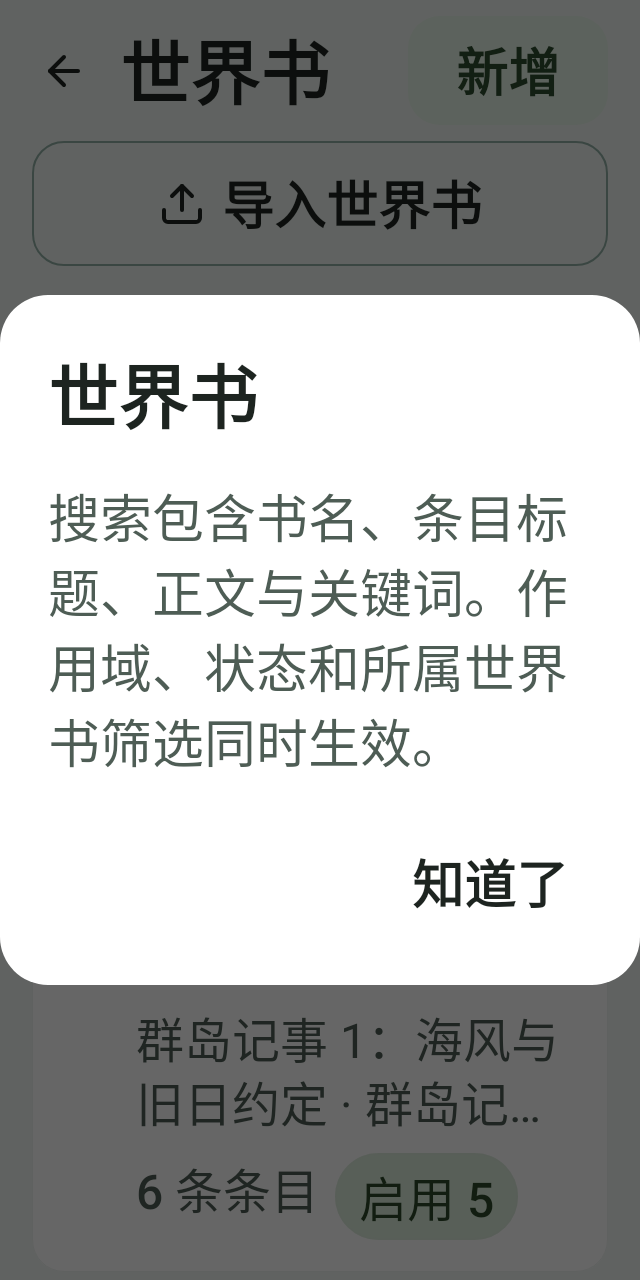 世界书
新增
导入世界书
世界书
搜索包含书名、条目标
题、正文与关键词。作
用域、状态和所属世界
书筛选同时生效。
知道了
群岛记事 1：海风与
旧日约定 · 群岛记…
6 条条目
启用 5